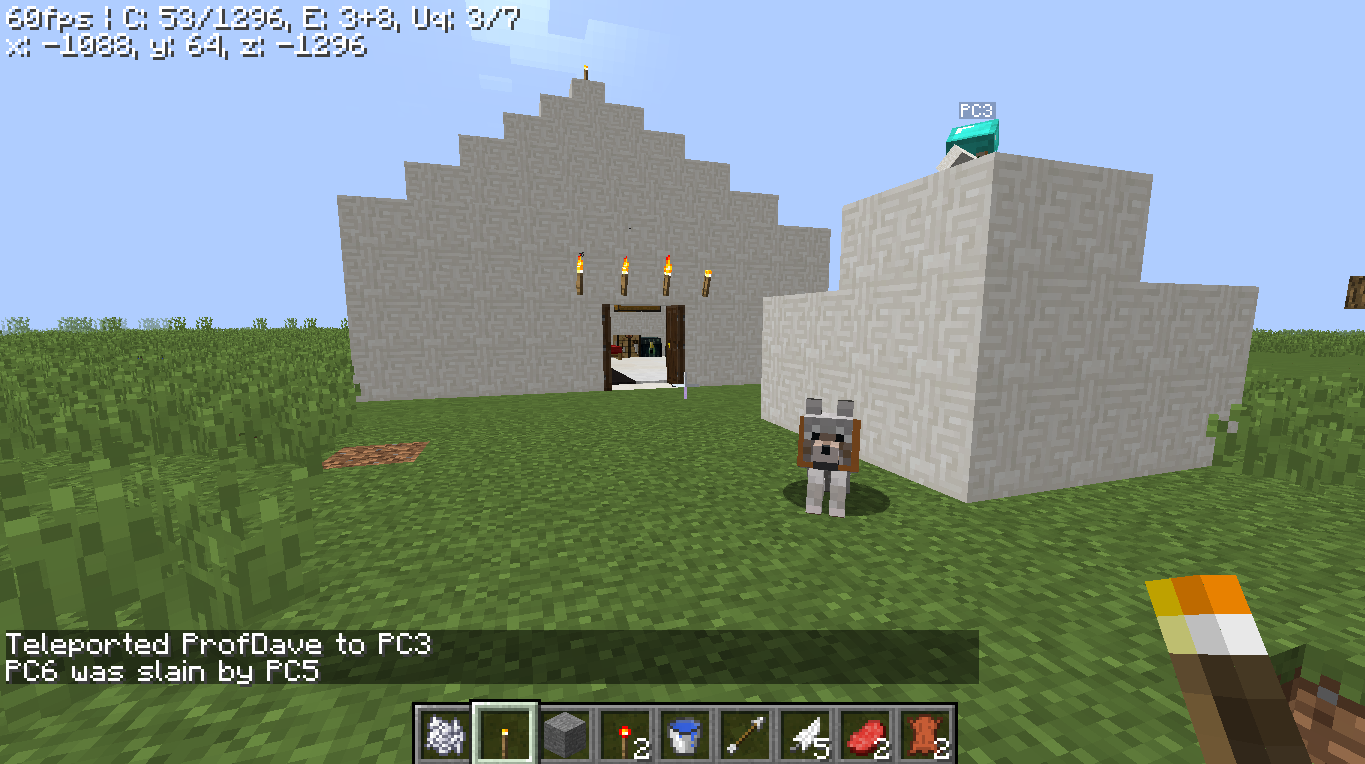 60fps | C: 53/1296, E: 3+8, Uq: 3/7
x: -1088, y: 64, z: -1296
PC3
Teleported ProfDave to PC3
PC6 was slain by PC5
2
5
2
2